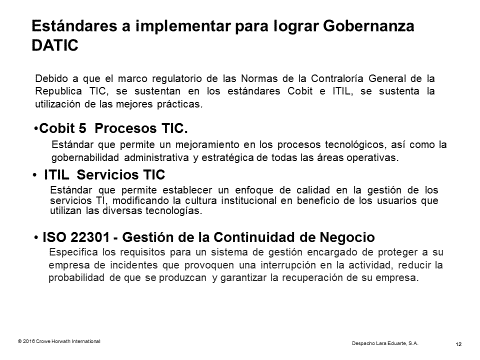 Estándares a implementar para lograr Gobernanza
DATIC
Debido a que el marco regulatorio de las Normas de la Contraloría General de la
Republica TIC, se sustentan en los estándares Cobit e ITIL, se sustenta la
utilización de las mejores prácticas.
•Cobit 5 Procesos TIC.
Estándar que permite un mejoramiento en los procesos tecnológicos, así como la
gobernabilidad administrativa y estratégica de todas las áreas operativas.
• ITIL Servicios TIC
Estándar que permite establecer un enfoque de calidad en la gestión de los
servicios TI, modificando la cultura institucional en beneficio de los usuarios que
utilizan las diversas tecnologías.
• ISO 22301 - Gestión de la Continuidad de Negocio
Especifica los requisitos para un sistema de gestión encargado de proteger a su
empresa de incidentes que provoquen una interrupción en la actividad, reducir la
probabilidad de que se produzcan y garantizar la recuperación de su empresa.
© 2016 Crowe Horwath International
Despacho Lara Eduarte, S.A.
12